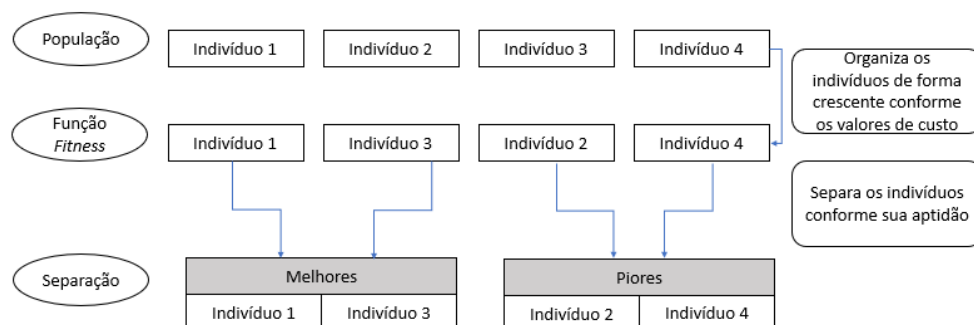 População
Indivíduo 1
Indivíduo 2
Indivíduo 3
Indivíduo 4
Organiza os
indivíduos de forma
crescente conforme
os valores de custo
Função
Fitness
Indivíduo 1
Indivíduo 3
Indivíduo 2
Indivíduo 4
Separa os indivíduos
conforme sua aptidão
Separação
Melhores
Indivíduo 1
Indivíduo 3
Piores
Indivíduo 2
Indivíduo 4